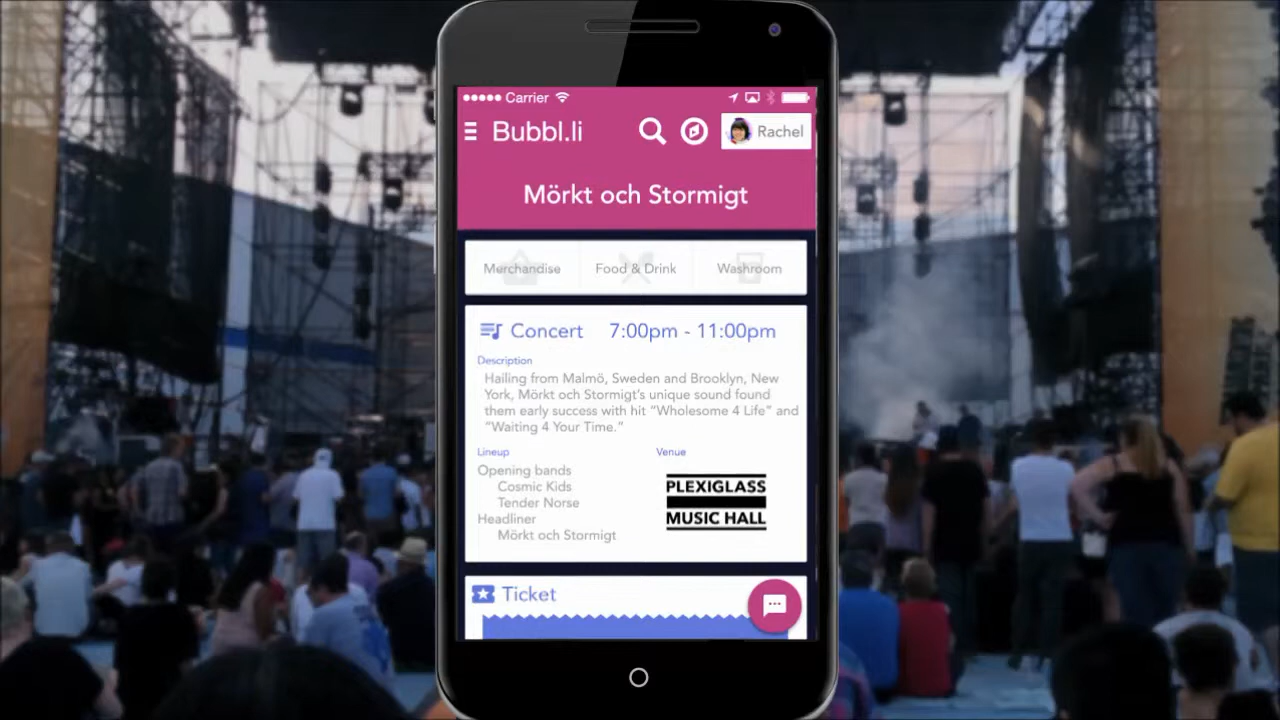 Carrier
Bubbl.li
Rachel
Mörkt och Stormigt
Merchandise Food & Drink Washroom
Concert 7:00pm - 11:00pm
Description
Hailing from Malmö, Sweden and Brooklyn, New
York, Mörkt och Stormigt's unique sound found
them early success with hit "Wholesome 4 Life" and
"Waiting 4 Your Time."
Lineup
Opening bands
Cosmic Kids
Tender Norse
Headliner
Mörkt och Stormigt
Venue
PLEXIGLASS
MUSIC HALL
Ticket